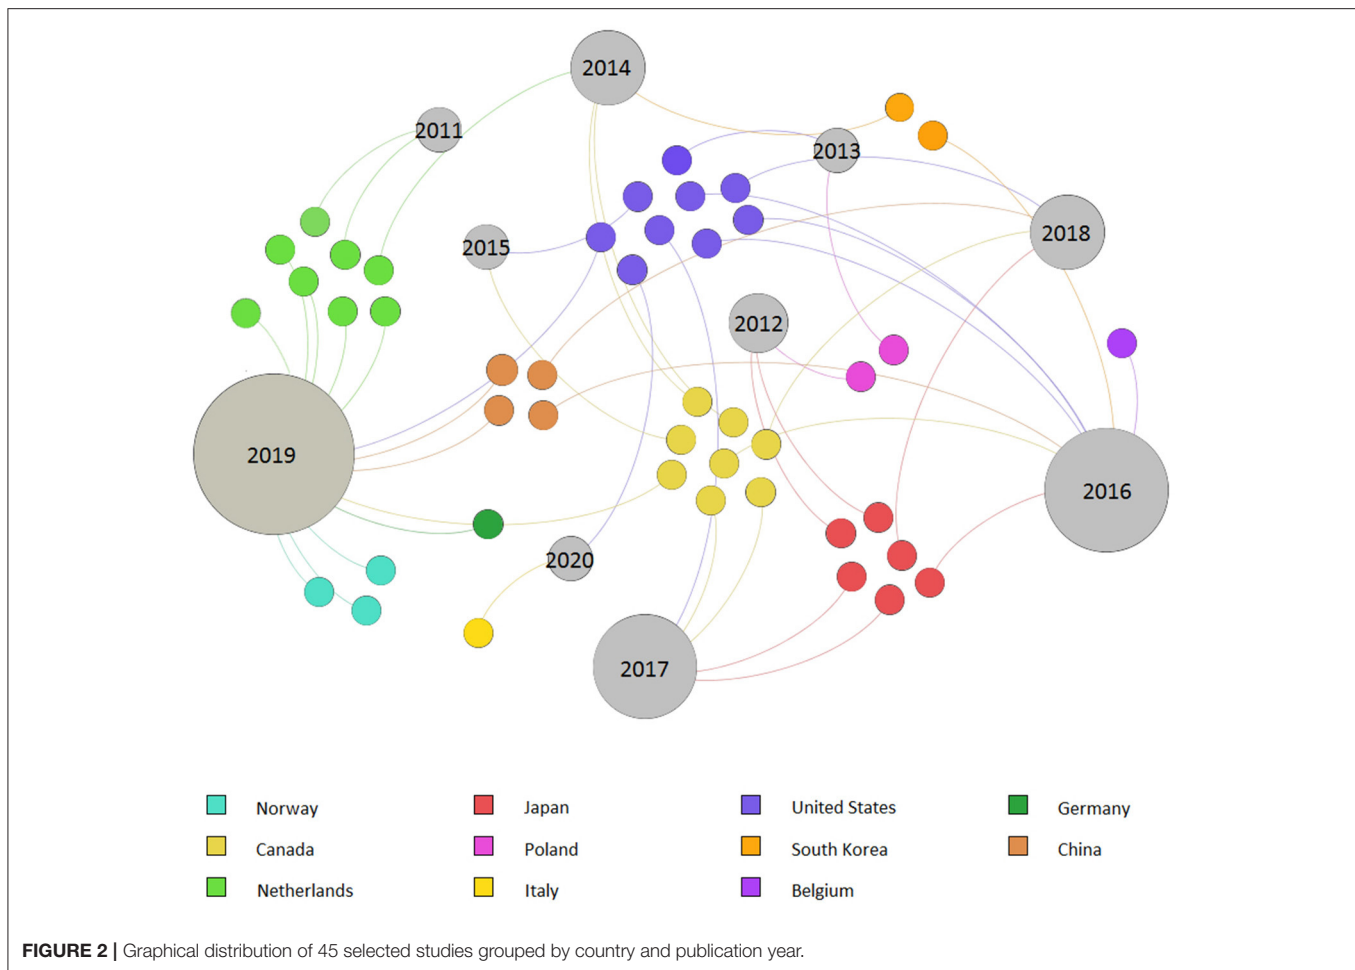 2014
2011
2013
2018
2015
2012
2019
2016
2020
2017
Norway
Japan
United States
Germany
Canada
Poland
South Korea
China
Netherlands
Italy
Belgium
FIGURE 2 | Graphical distribution of 45 selected studies grouped by country and publication year.